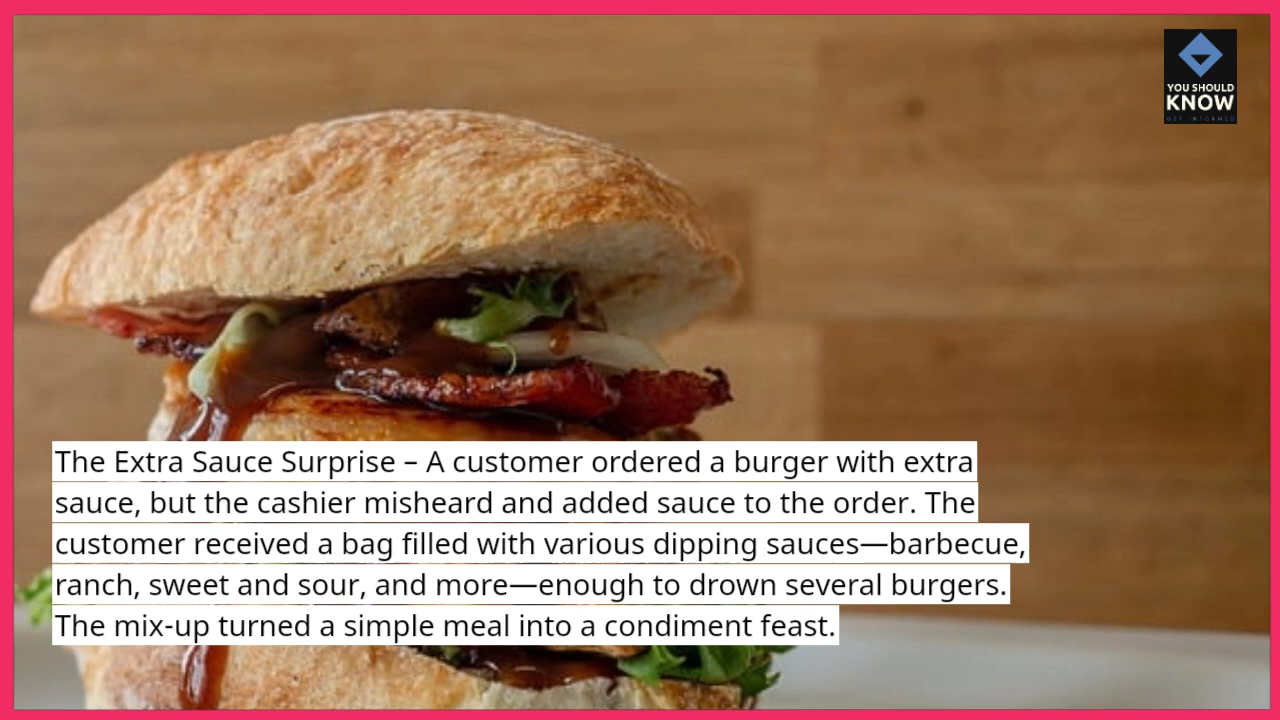 YOU SHOULD
KNOW
GET INFORMED
The Extra Sauce Surprise – A customer ordered a burger with extra
sauce, but the cashier misheard and added sauce to the order. The
customer received a bag filled with various dipping sauces—barbecue,
ranch, sweet and sour, and more—enough to drown several burgers.
The mix-up turned a simple meal into a condiment feast.